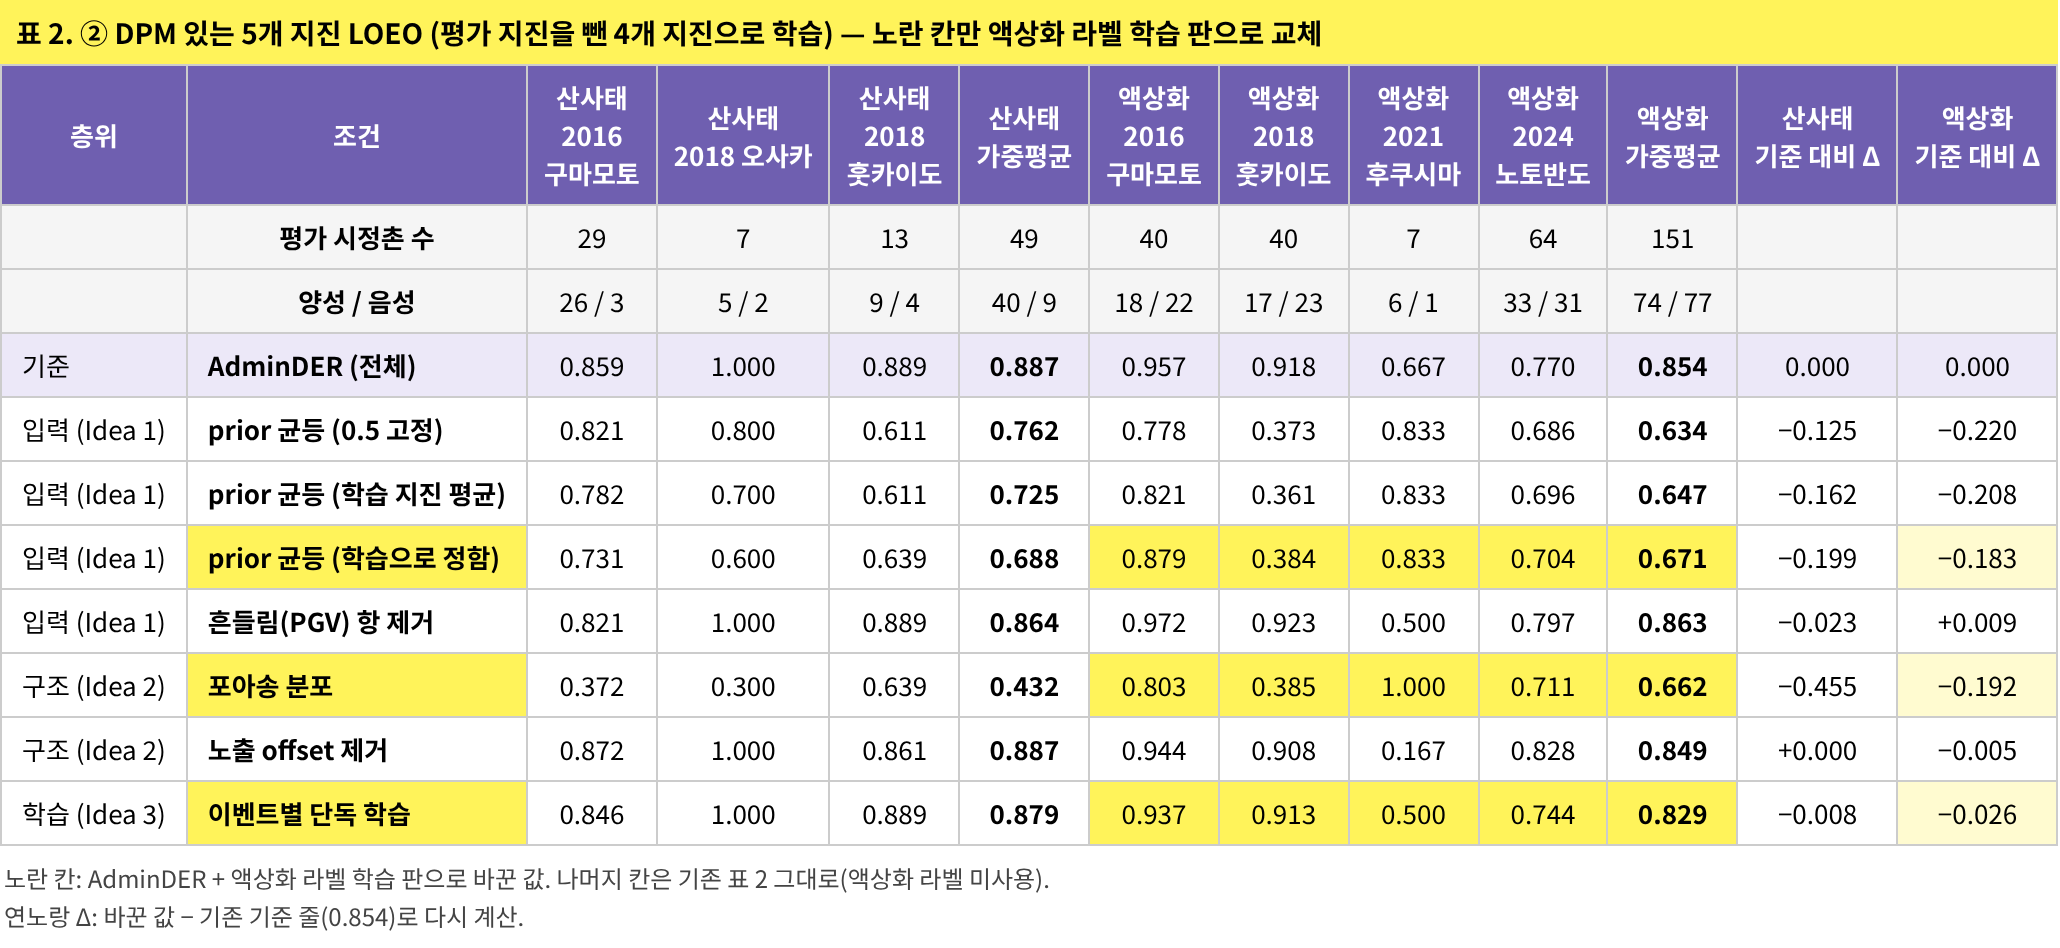 표 2. ② DPM 있는 5개 지진 LOEO (평가 지진을 뺀 4개 지진으로 학습) — 노란 칸만 액상화 라벨 학습 판으로 교체
층위 조건 산사태 2016 구마모토 산사태 2018 오사카 산사태 2018 훗카이도 산사태 가중평균 액상화 2016 구마모토 액상화 2018 훗카이도 액상화 2021 후쿠시마 액상화 2024 노토반도 액상화 가중평균 산사태 기준 대비 Δ 액상화 기준 대비 Δ
평가 시정촌 수 29 7 13 49 40 40 7 64 151
양성 / 음성 26 / 3 5 / 2 9 / 4 40 / 9 18 / 22 17 / 23 6 / 1 33 / 31 74 / 77
기준 AdminDER (전체) 0.859 1.000 0.889 0.887 0.957 0.918 0.667 0.770 0.854 0.000 0.000
입력 (Idea 1) prior 균등 (0.5 고정) 0.821 0.800 0.611 0.762 0.778 0.373 0.833 0.686 0.634 −0.125 −0.220
입력 (Idea 1) prior 균등 (학습 지진 평균) 0.782 0.700 0.611 0.725 0.821 0.361 0.833 0.696 0.647 −0.162 −0.208
입력 (Idea 1) prior 균등 (학습으로 정함) 0.731 0.600 0.639 0.688 0.879 0.384 0.833 0.704 0.671 −0.199 −0.183
입력 (Idea 1) 흔들림(PGV) 항 제거 0.821 1.000 0.889 0.864 0.972 0.923 0.500 0.797 0.863 −0.023 +0.009
구조 (Idea 2) 포아송 분포 0.372 0.300 0.639 0.432 0.803 0.385 1.000 0.711 0.662 −0.455 −0.192
구조 (Idea 2) 노출 offset 제거 0.872 1.000 0.861 0.887 0.944 0.908 0.167 0.828 0.849 +0.000 −0.005
학습 (Idea 3) 이벤트별 단독 학습 0.846 1.000 0.889 0.879 0.937 0.913 0.500 0.744 0.829 −0.008 −0.026
노란 칸: AdminDER + 액상화 라벨 학습 판으로 바꾼 값. 나머지 칸은 기존 표 2 그대로(액상화 라벨 미사용).
연노랑 Δ: 바꾼 값 − 기존 기준 줄(0.854)로 다시 계산.